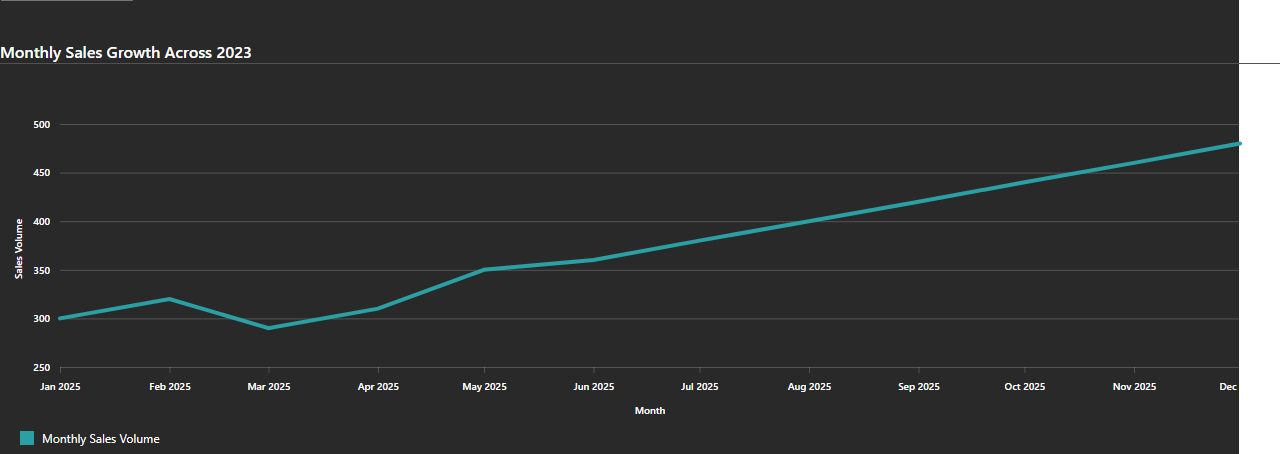 Monthly Sales Growth Across 2023
500
450
400
350
300
250
Sales Volume
Jan 2025 Feb 2025 Mar 2025 Apr 2025 May 2025 Jun 2025 Jul 2025 Aug 2025 Sep 2025 Oct 2025 Nov 2025 Dec
Month
Monthly Sales Volume